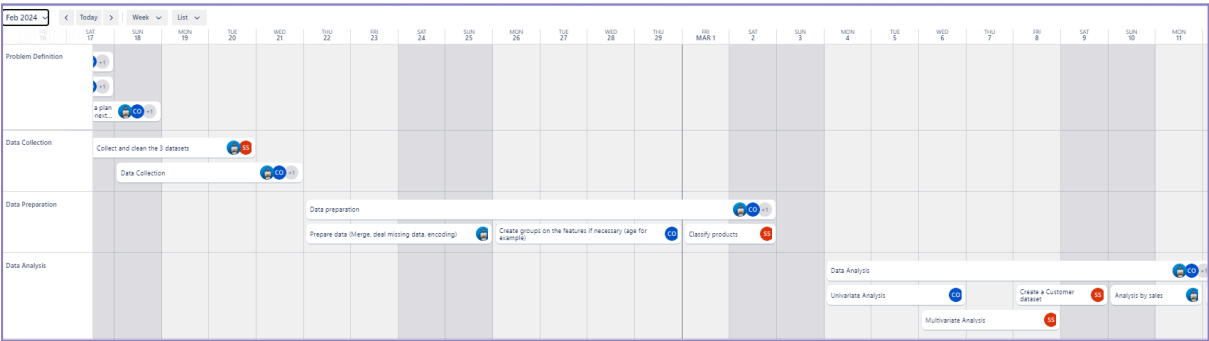 Feb 2024 Today Week List
FRI SAT SUN MON TUE WED THU FRI SAT SUN MON TUE WED THU FRI SAT SUN MON TUE WED THU FRI SAT SUN MON
16 17 18 19 20 21 22 23 24 25 26 27 28 29 MAR 1 2 3 4 5 6 7 8 9 10 11
Problem Definition
+1
CO +1
a plan
next... CO +1
Data Collection
Collect and clean the 3 datasets SS
Data Collection CO +1
Data Preparation
Data preparation CO +1
Prepare data (Merge, deal missing data, encoding)
Create groups on the features if necessary (age for
example) CO
Classify products SS
Data Analysis
Data Analysis CO +1
Univariate Analysis CO
Create a Customer
dataset SS
Analysis by sales
Multivariate Analysis SS